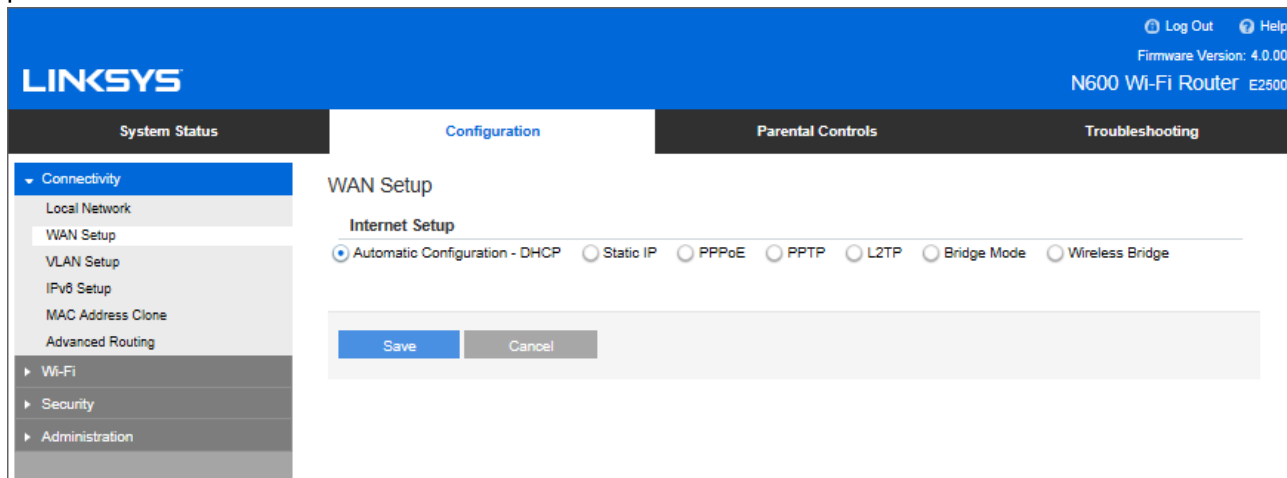 Log Out Help
Firmware Version: 4.0.00
LINKSYS
N600 Wi-Fi Router E2500
System Status Configuration Parental Controls Troubleshooting
Connectivity
Local Network
WAN Setup
VLAN Setup
IPv6 Setup
MAC Address Clone
Advanced Routing
Wi-Fi
Security
Administration
WAN Setup
Internet Setup
Automatic Configuration - DHCP Static IP PPPoE PPTP L2TP Bridge Mode Wireless Bridge
Save Cancel